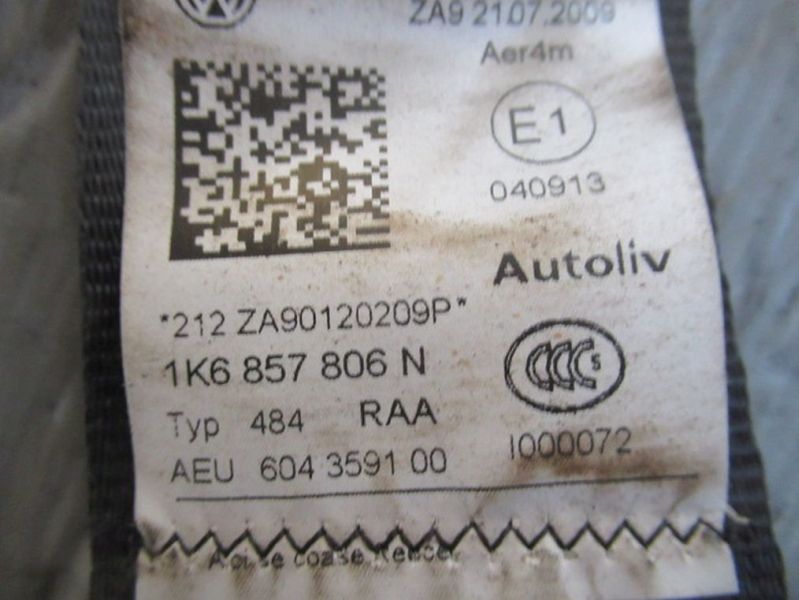 ZA9 21.07.2009
Aer4m
E1
040913
Autoliv
*212 ZA90120209P*
1K6 857 806 N
CCC S
Typ 484 RAA
I000072
AEU 604 3591 00